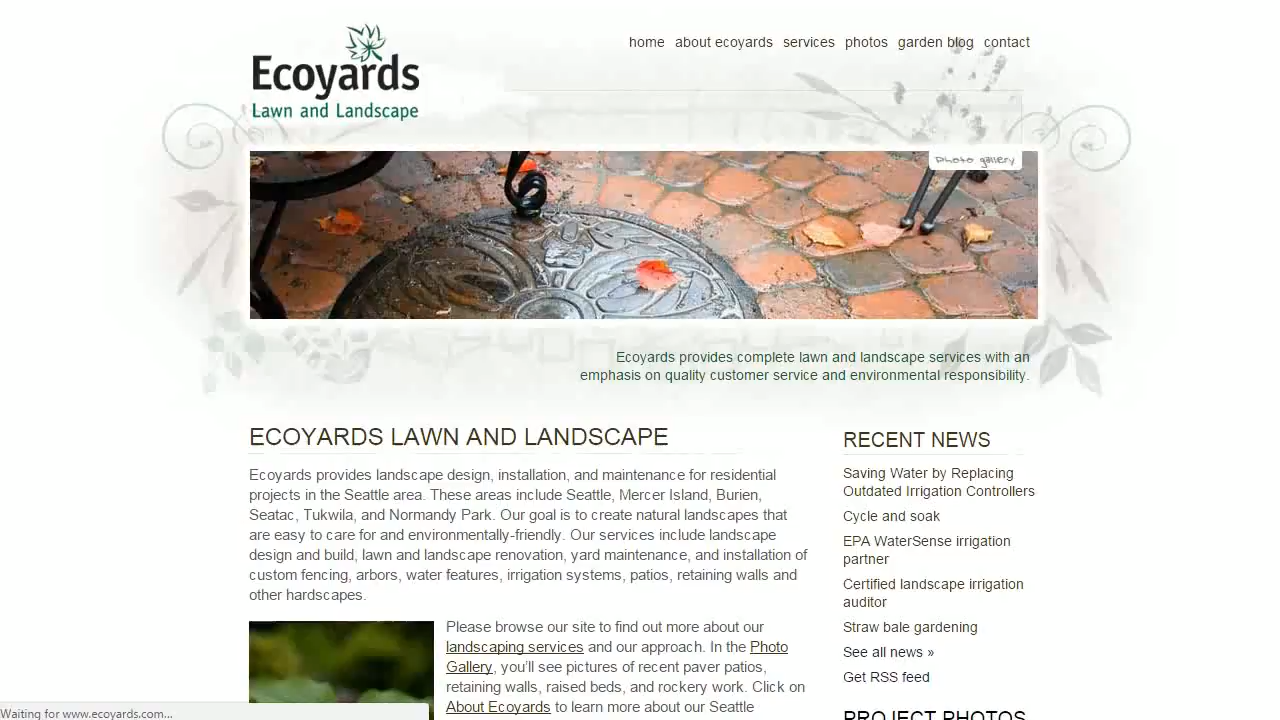 Ecoyards
Lawn and Landscape
home about ecoyards services photos garden blog contact
Photo gallery
Ecoyards provides complete lawn and landscape services with an
emphasis on quality customer service and environmental responsibility.
ECOYARDS LAWN AND LANDSCAPE
Ecoyards provides landscape design, installation, and maintenance for residential
projects in the Seattle area. These areas include Seattle, Mercer Island, Burien,
Seatac, Tukwila, and Normandy Park. Our goal is to create natural landscapes that
are easy to care for and environmentally-friendly. Our services include landscape
design and build, lawn and landscape renovation, yard maintenance, and installation of
custom fencing, arbors, water features, irrigation systems, patios, retaining walls and
other hardscapes.
Please browse our site to find out more about our
landscaping services and our approach. In the Photo
Gallery, you'll see pictures of recent paver patios,
retaining walls, raised beds, and rockery work. Click on
About Ecoyards to learn more about our Seattle
RECENT NEWS
Saving Water by Replacing
Outdated Irrigation Controllers
Cycle and soak
EPA WaterSense irrigation
partner
Certified landscape irrigation
auditor
Straw bale gardening
See all news »
Get RSS feed
PROJECT PHOTOS
Waiting for www.ecoyards.com...